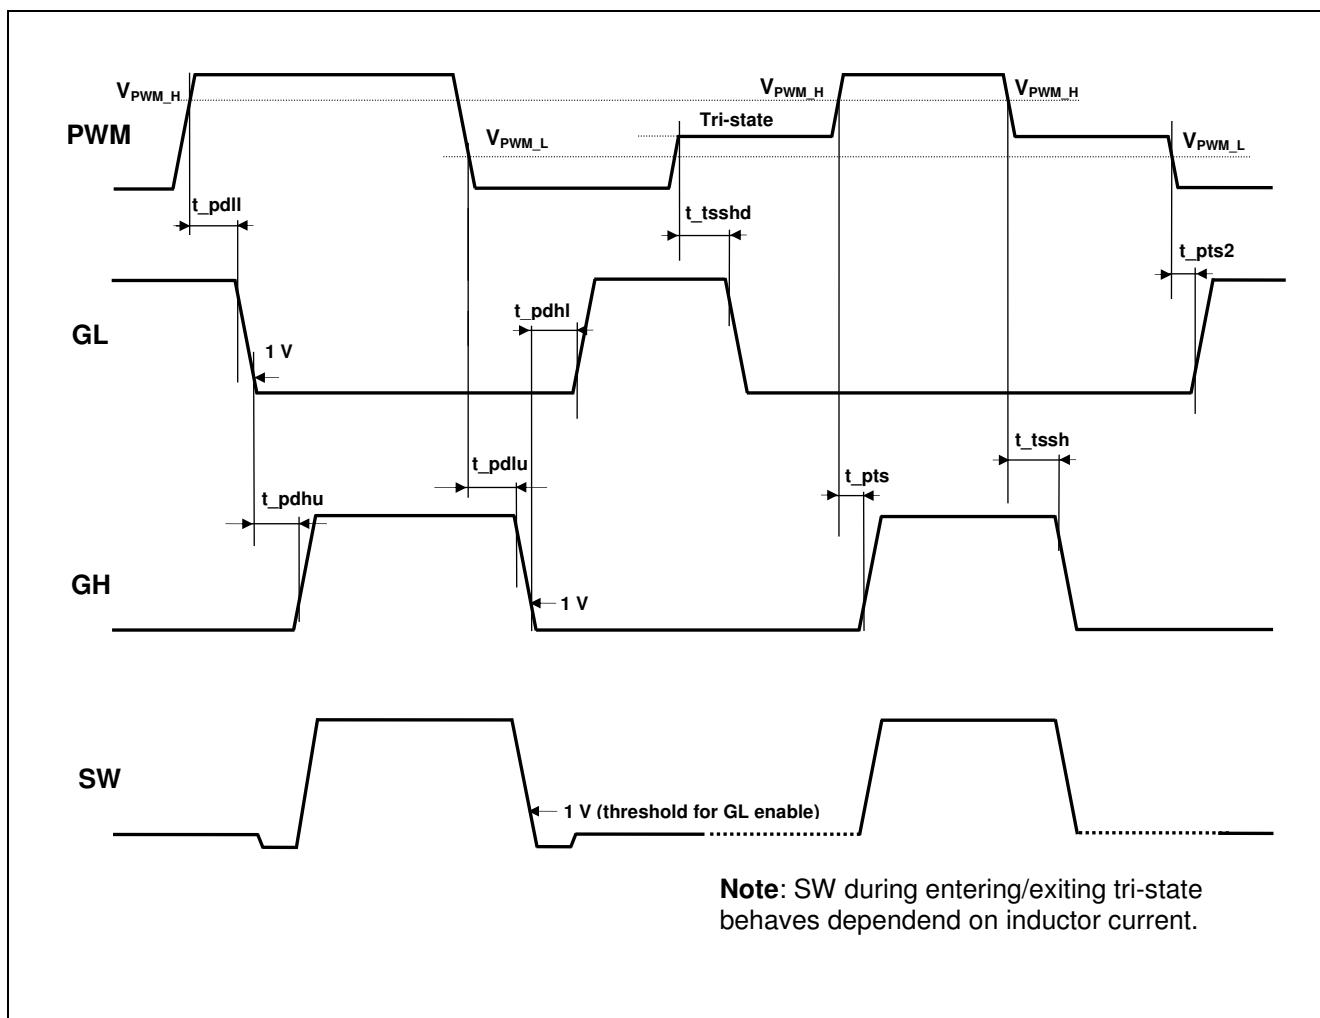 V_PWM_H
V_PWM_H
V_PWM_H
PWM
Tri-state
V_PWM_L
V_PWM_L
t_pdll
t_tsshd
t_pts2
GL
t_pdhl
1 V
t_tssh
t_pdlu
t_pts
t_pdhu
GH
1 V
SW
1 V (threshold for GL enable)
Note: SW during entering/exiting tri-state
behaves dependend on inductor current.